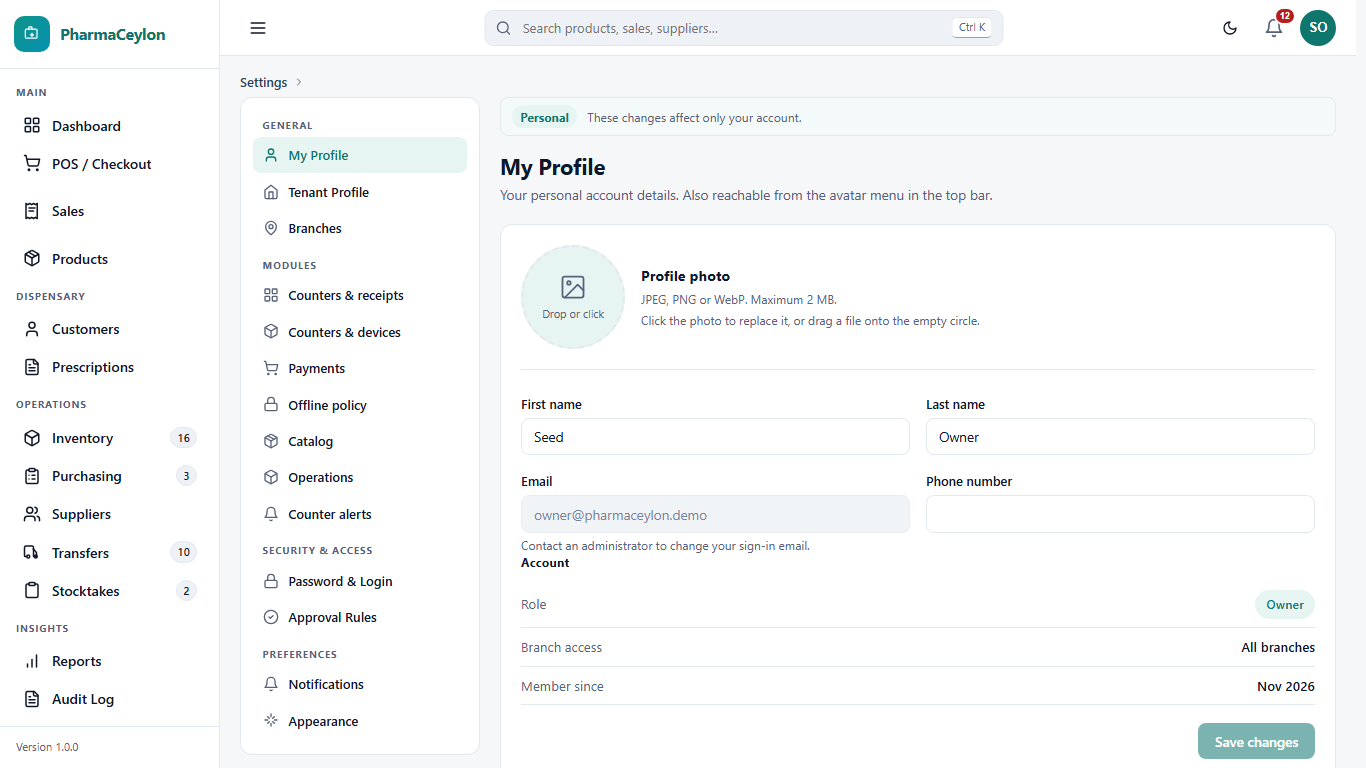 PharmaCeylon
Search products, sales, suppliers...
Ctrl K
12
SO
MAIN
Dashboard
POS / Checkout
Sales
Products
DISPENSARY
Customers
Prescriptions
OPERATIONS
Inventory 16
Purchasing 3
Suppliers
Transfers 10
Stocktakes 2
INSIGHTS
Reports
Audit Log
Version 1.0.0
Settings
GENERAL
My Profile
Tenant Profile
Branches
MODULES
Counters & receipts
Counters & devices
Payments
Offline policy
Catalog
Operations
Counter alerts
SECURITY & ACCESS
Password & Login
Approval Rules
PREFERENCES
Notifications
Appearance
Personal These changes affect only your account.
My Profile
Your personal account details. Also reachable from the avatar menu in the top bar.
Drop or click
Profile photo
JPEG, PNG or WebP. Maximum 2 MB.
Click the photo to replace it, or drag a file onto the empty circle.
First name
Seed
Last name
Owner
Email
owner@pharmaceylon.demo
Contact an administrator to change your sign-in email.
Phone number
Account
Role Owner
Branch access All branches
Member since Nov 2026
Save changes